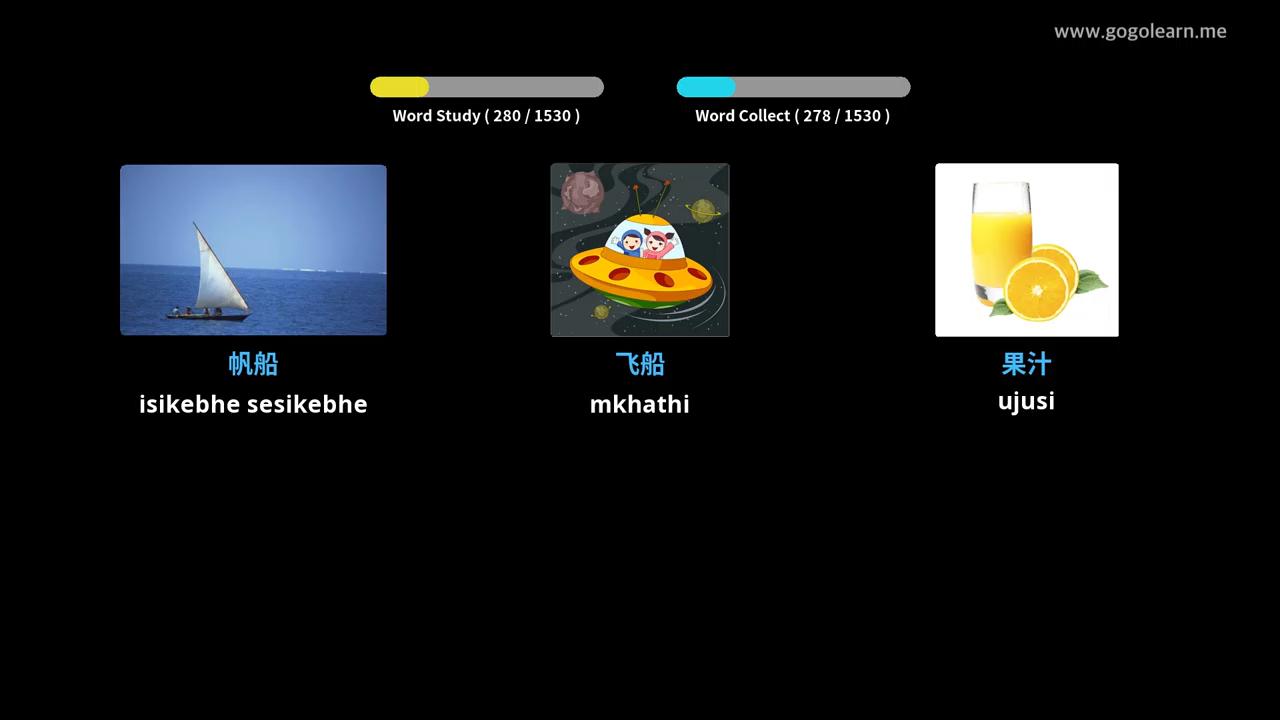 www.gogolearn.me
Word Study ( 280 / 1530 )
Word Collect ( 278 / 1530 )
帆船
飞船
果汁
isikebhe sesikebhe
mkhathi
ujusi